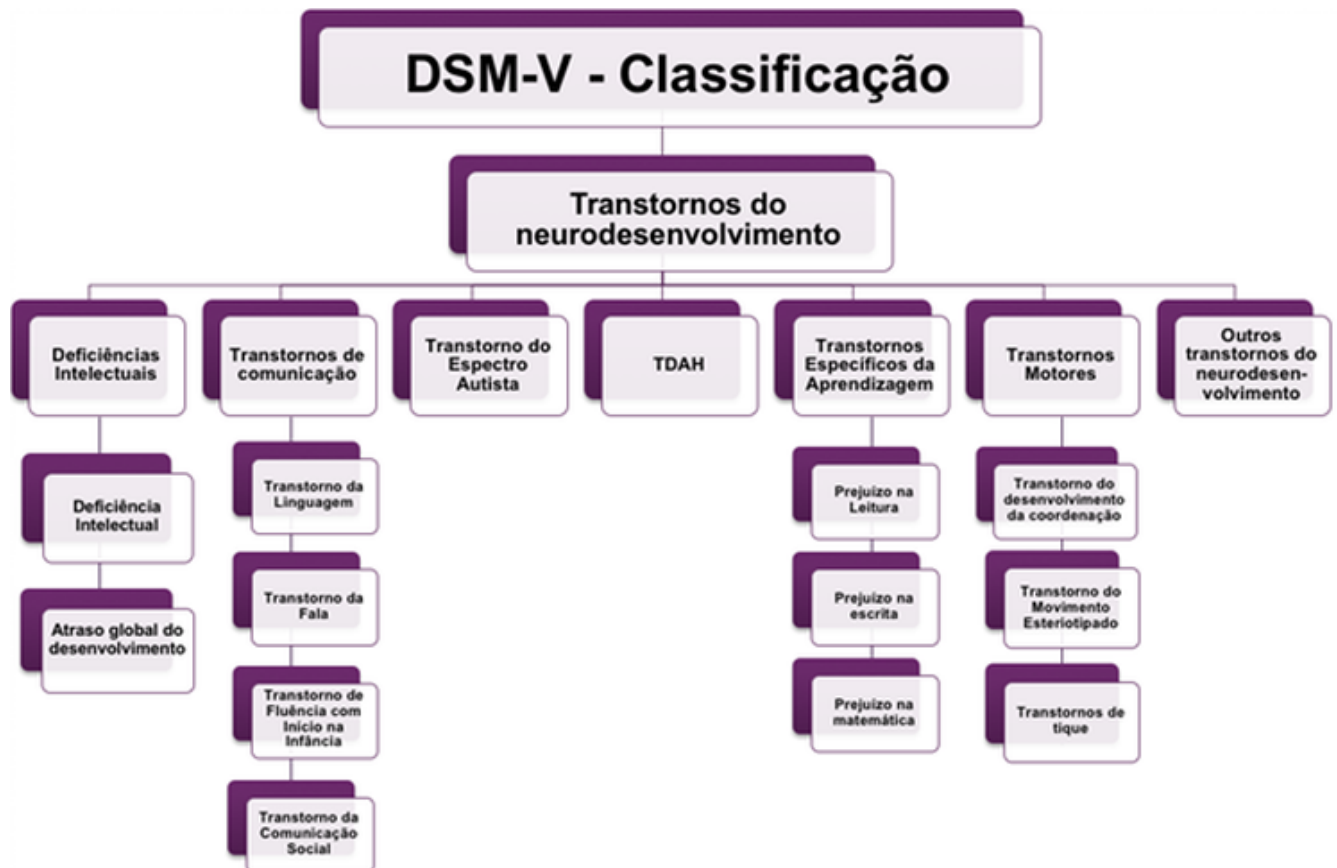 DSM-V - Classificação
Transtornos do
neurodesenvolvimento
Deficiências
Intelectuais
Transtornos de
comunicação
Transtorno do
Espectro
Autista
TDAH
Transtornos
Específicos da
Aprendizagem
Transtornos
Motores
Outros
transtornos do
neurodesen-
volvimento
Deficiência
Intelectual
Atraso global do
desenvolvimento
Transtorno da
Linguagem
Transtorno da
Fala
Transtorno de
Fluência com
Início na
Infância
Transtorno da
Comunicação
Social
Prejuízo na
Leitura
Prejuízo na
escrita
Prejuízo na
matemática
Transtorno do
desenvolvimento
da coordenação
Transtorno do
Movimento
Esteriotipado
Transtornos de
tique